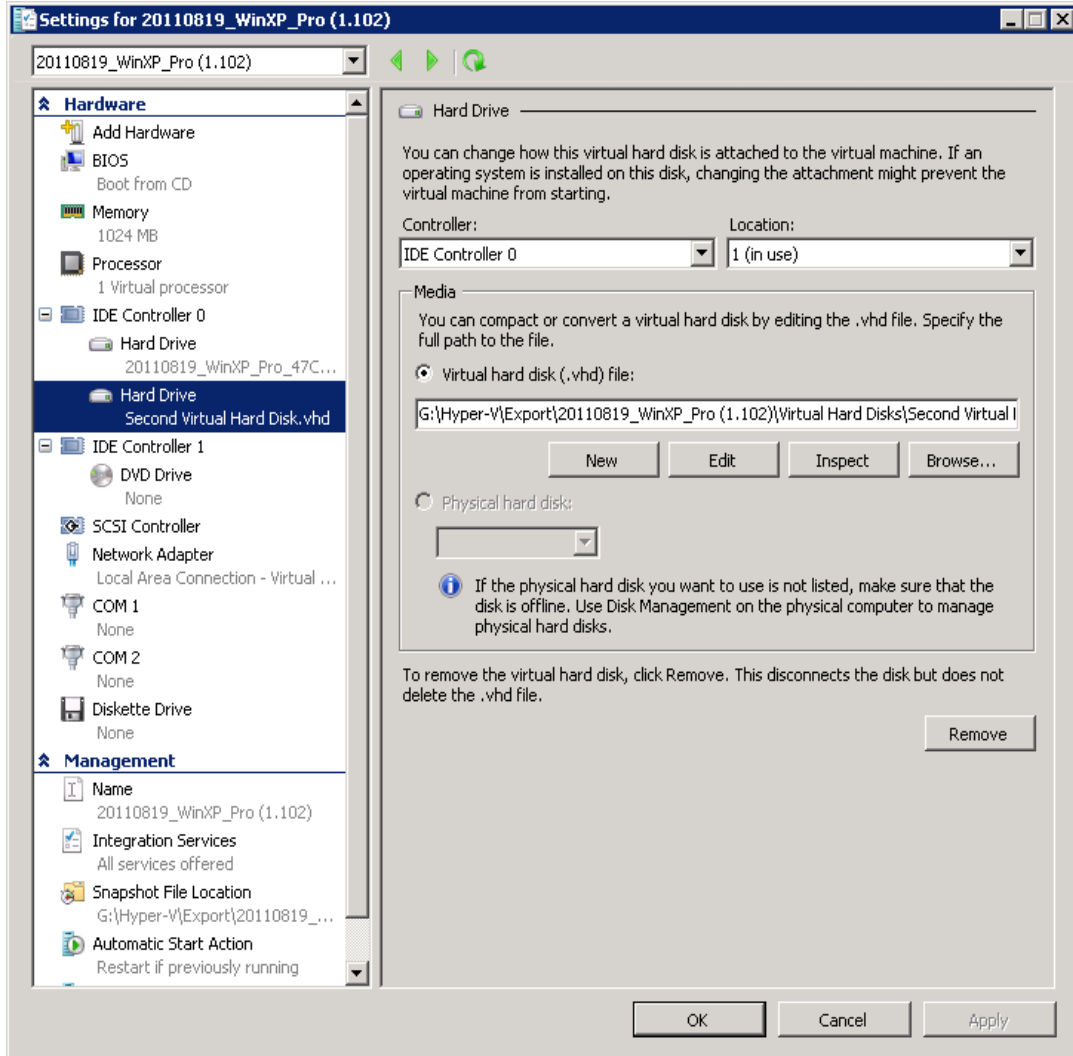 Settings for 20110819_WinXP_Pro (1.102)
20110819_WinXP_Pro (1.102)
Hardware
Add Hardware
BIOS
Boot from CD
Memory
1024 MB
Processor
1 Virtual processor
IDE Controller 0
Hard Drive
20110819_WinXP_Pro_47C...
Hard Drive
Second Virtual Hard Disk.vhd
IDE Controller 1
DVD Drive
None
SCSI Controller
Network Adapter
Local Area Connection - Virtual ...
COM 1
None
COM 2
None
Diskette Drive
None
Management
Name
20110819_WinXP_Pro (1.102)
Integration Services
All services offered
Snapshot File Location
G:\Hyper-V\Export\20110819_...
Automatic Start Action
Restart if previously running
Hard Drive
You can change how this virtual hard disk is attached to the virtual machine. If an
operating system is installed on this disk, changing the attachment might prevent the
virtual machine from starting.
Controller: Location:
IDE Controller 0 1 (in use)
Media
You can compact or convert a virtual hard disk by editing the .vhd file. Specify the
full path to the file.
Virtual hard disk (.vhd) file:
G:\Hyper-V\Export\20110819_WinXP_Pro (1.102)\Virtual Hard Disks\Second Virtual
New Edit Inspect Browse...
Physical hard disk:
If the physical hard disk you want to use is not listed, make sure that the
disk is offline. Use Disk Management on the physical computer to manage
physical hard disks.
To remove the virtual hard disk, click Remove. This disconnects the disk but does not
delete the .vhd file.
Remove
OK Cancel Apply